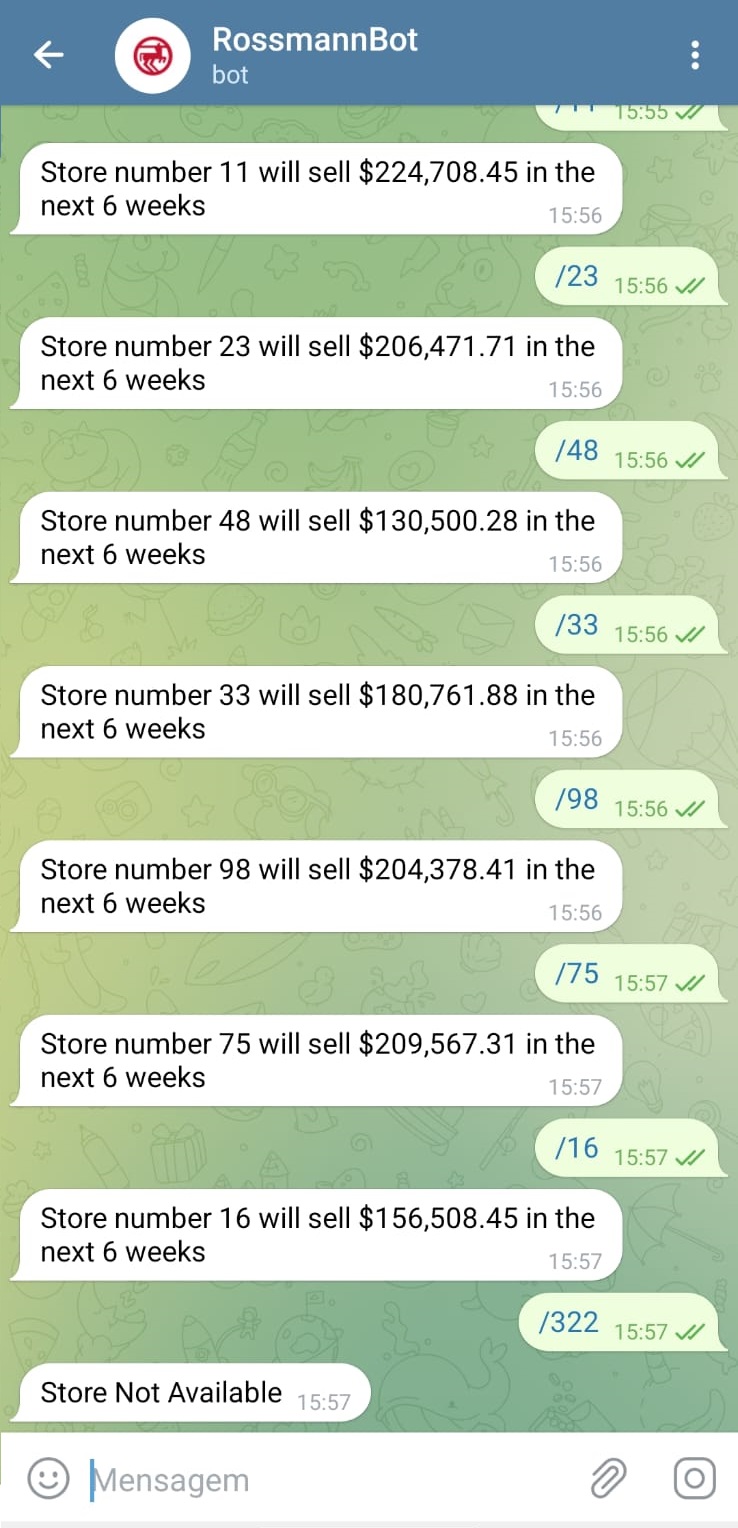 RossmannBot
bot
/11 15:55
Store number 11 will sell $224,708.45 in the
next 6 weeks
15:56
/23 15:56
Store number 23 will sell $206,471.71 in the
next 6 weeks
15:56
/48 15:56
Store number 48 will sell $130,500.28 in the
next 6 weeks
15:56
/33 15:56
Store number 33 will sell $180,761.88 in the
next 6 weeks
15:56
/98 15:56
Store number 98 will sell $204,378.41 in the
next 6 weeks
15:56
/75 15:57
Store number 75 will sell $209,567.31 in the
next 6 weeks
15:57
/16 15:57
Store number 16 will sell $156,508.45 in the
next 6 weeks
15:57
/322 15:57
Store Not Available 15:57
Mensagem